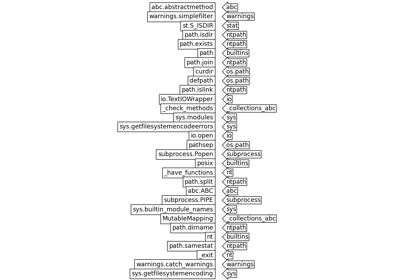 abc.abstractmethod abc
warnings.simplefilter warnings
st.S_ISDIR stat
path.isdir ntpath
path.exists ntpath
path builtins
path.join ntpath
curdir os.path
defpath os.path
path.islink ntpath
io.TextIOWrapper io
_check_methods _collections_abc
sys.modules sys
sys.getfilesystemencodeerrors sys
io.open io
pathsep os.path
subprocess.Popen subprocess
posix builtins
_have_functions nt
path.split ntpath
abc.ABC abc
subprocess.PIPE subprocess
sys.builtin_module_names sys
MutableMapping _collections_abc
path.dirname ntpath
nt builtins
path.samestat ntpath
_exit nt
warnings.catch_warnings warnings
sys.getfilesystemencoding sys